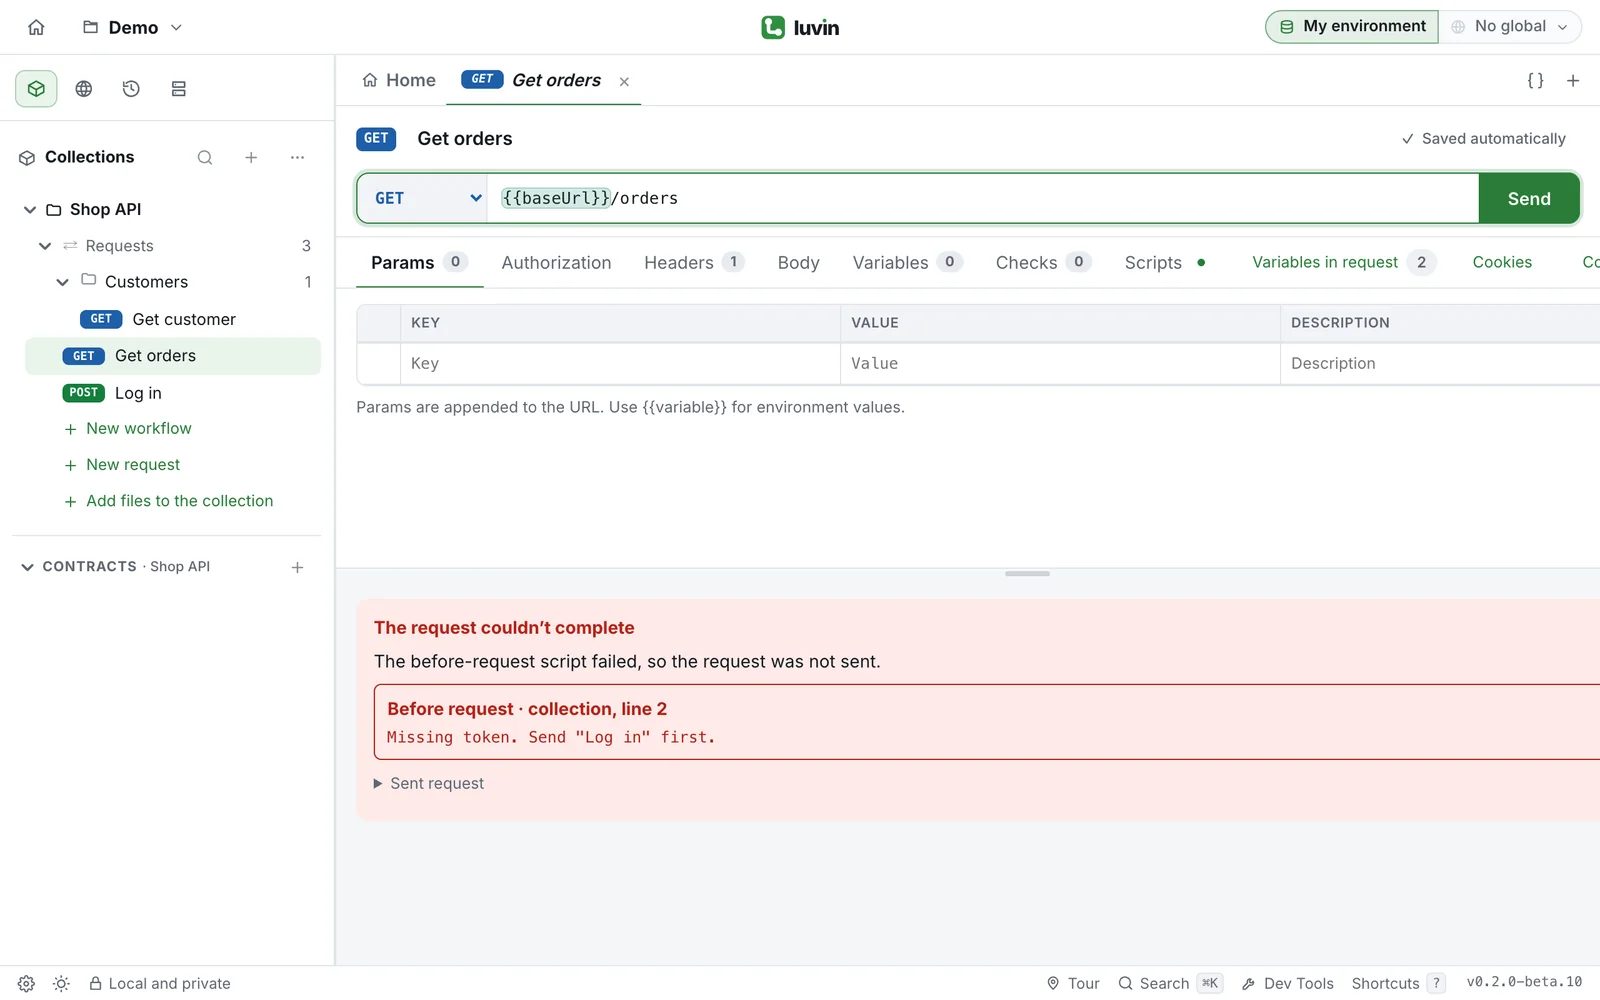 Demo
luvin
My environment
No global
Home
GET Get orders
{}
GET Get orders
Saved automatically
Collections
GET
{{baseUrl}}/orders
Send
Shop API
Requests 3
Customers 1
GET Get customer
GET Get orders
POST Log in
New workflow
New request
Add files to the collection
CONTRACTS · Shop API
Params 0
Authorization
Headers 1
Body
Variables 0
Checks 0
Scripts
Variables in request 2
Cookies
KEY VALUE DESCRIPTION
Key Value Description
Params are appended to the URL. Use {{variable}} for environment values.
The request couldn’t complete
The before-request script failed, so the request was not sent.
Before request · collection, line 2
Missing token. Send "Log in" first.
Sent request
Local and private
Tour
Search ⌘K
Dev Tools
Shortcuts ?
v0.2.0-beta.10